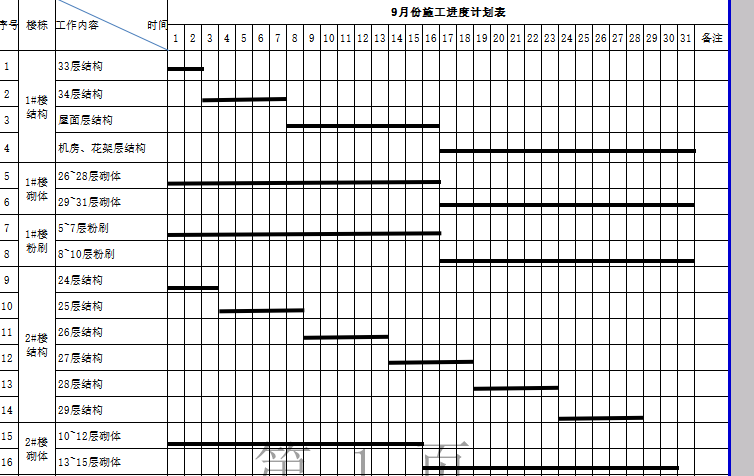 9月份施工进度计划表
序号 楼栋 工作内容 时间 1 2 3 4 5 6 7 8 9 10 11 12 13 14 15 16 17 18 19 20 21 22 23 24 25 26 27 28 29 30 31 备注
1 1#楼结构 33层结构
2 34层结构
3 屋面层结构
4 机房、花架层结构
5 1#楼砌体 26~28层砌体
6 29~31层砌体
7 1#楼粉刷 5~7层粉刷
8 8~10层粉刷
9 2#楼结构 24层结构
10 25层结构
11 26层结构
12 27层结构
13 28层结构
14 29层结构
15 2#楼砌体 10~12层砌体
16 13~15层砌体
第 1 页